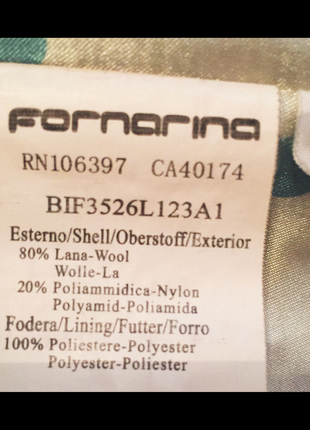 fornarina
RN106397 CA40174
BIF3526L123A1
Esterno/Shell/Oberstoff/Exterior
80% Lana-Wool
Wolle-La
20% Poliammidica-Nylon
Polyamid-Poliamida
Fodera/Lining/Futter/Forro
100% Poliestere-Polyester
Polyester-Poliester